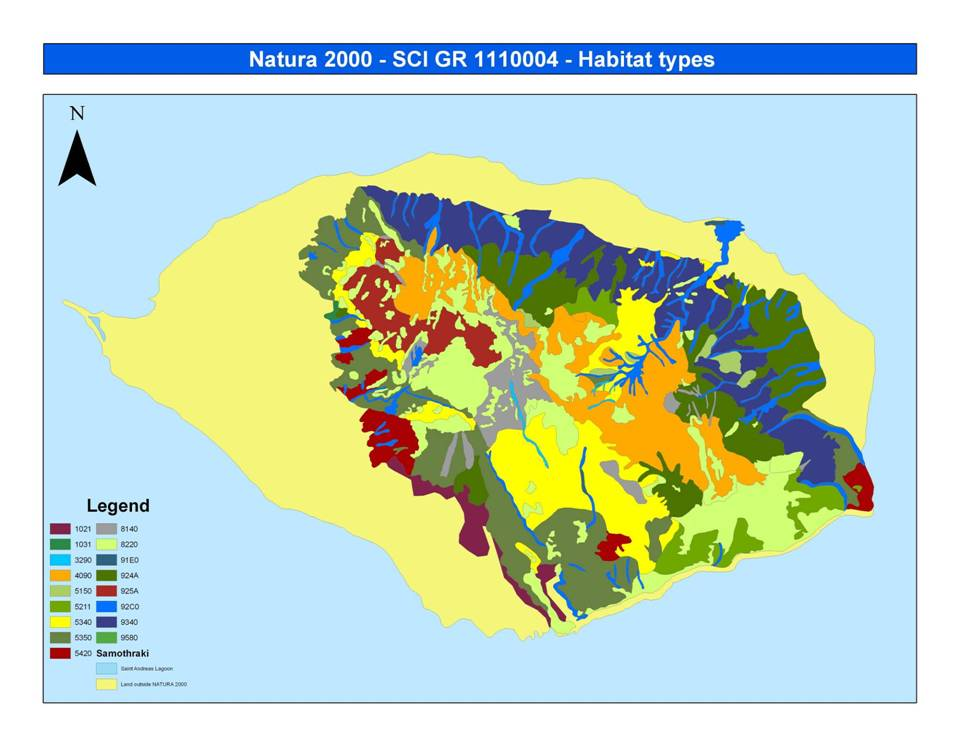 Natura 2000 - SCI GR 1110004 - Habitat types
N
Legend
1021 8140
1031 8220
3290 91E0
4090 924A
5150 925A
5211 92C0
5340 9340
5350 9580
5420 Samothraki
Saint Andreas Lagoon
Land outside NATURA 2000